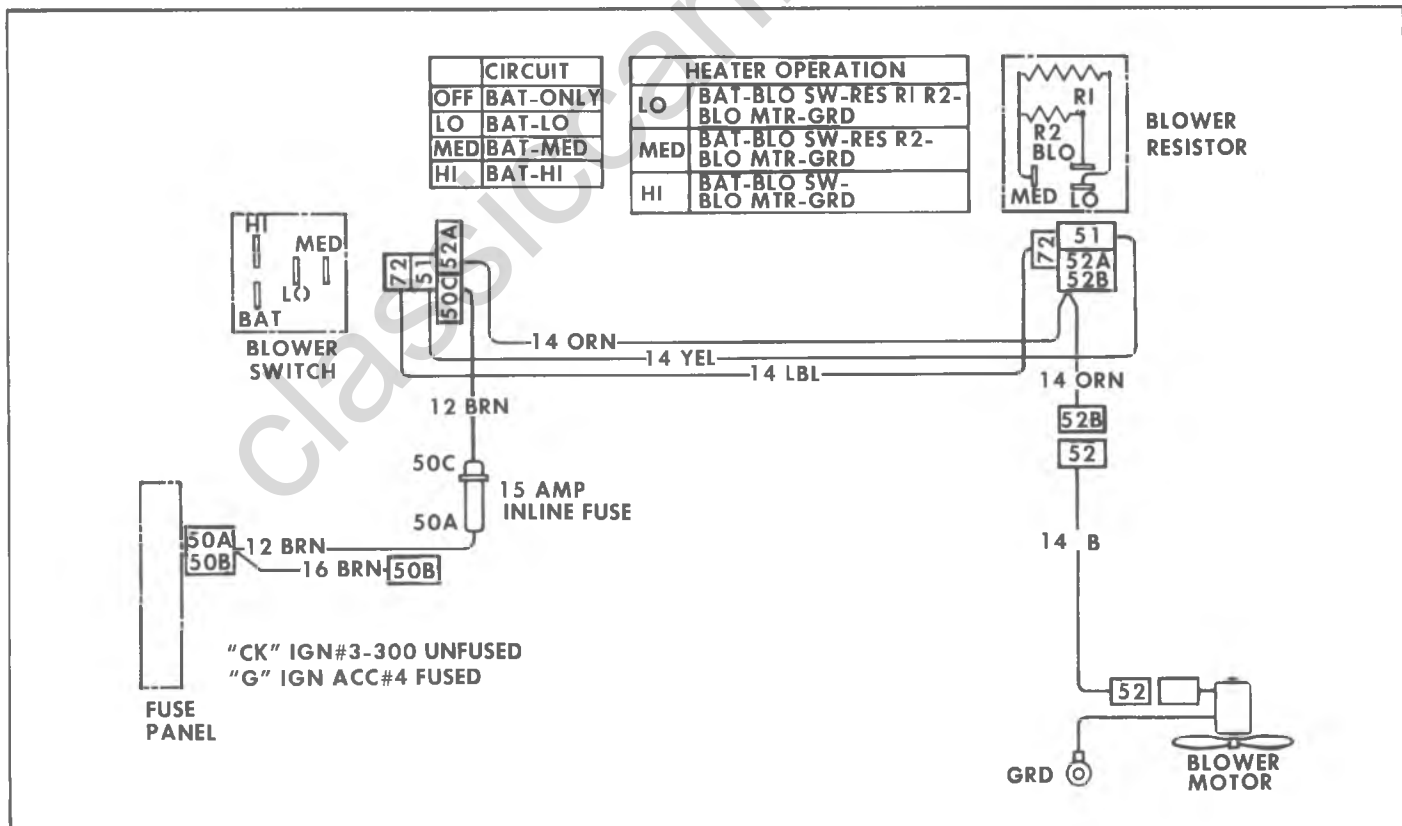 CIRCUIT
OFF BAT-ONLY
LO BAT-LO
MED BAT-MED
HI BAT-HI
HEATER OPERATION
LO BAT-BLO SW-RES R1 R2-
BLO MTR-GRD
MED BAT-BLO SW-RES R2-
BLO MTR-GRD
HI BAT-BLO SW-
BLO MTR-GRD
R1
R2
BLO
MED LO
BLOWER
RESISTOR
HI
MED
LO
BAT
BLOWER
SWITCH
72 51 52A
50C
72 51
52A
52B
14 ORN
14 YEL
14 LBL
12 BRN
14 ORN
52B
52
50C
15 AMP
INLINE FUSE
50A
50A 12 BRN
50B 16 BRN 50B
14 B
"CK" IGN#3-300 UNFUSED
"G" IGN ACC#4 FUSED
FUSE
PANEL
52
GRD
BLOWER
MOTOR
classiccar